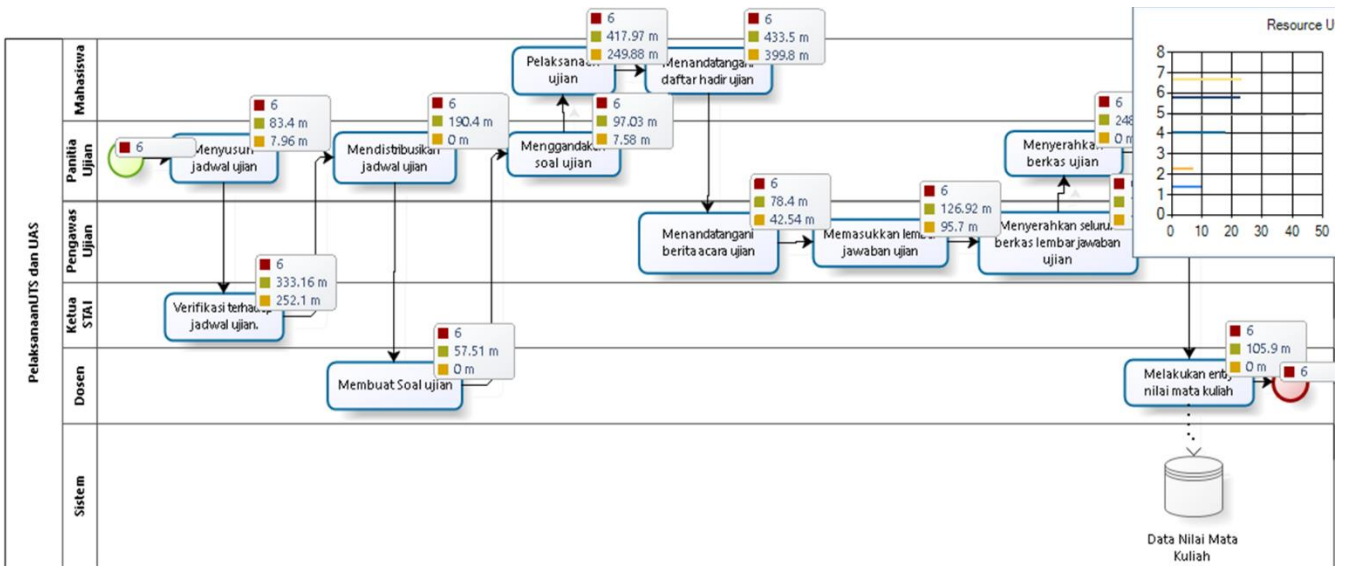 PelaksanaanUTS dan UAS
Mahasiswa
Pelaksanaan
ujian
6
417.97 m
249.88 m
Menandatangani
daftar hadir ujian
6
433.5 m
399.8 m
Panitia
Ujian
6
Menyusun
jadwal ujian
6
83.4 m
7.96 m
Mendistribusikan
jadwal ujian
6
190.4 m
0 m
Menggandakan
soal ujian
6
97.03 m
7.58 m
Menyerahkan
berkas ujian
6
248
0 m
Pengawas
Ujian
Menandatangani
berita acara ujian
6
78.4 m
42.54 m
Memasukkan lembar
jawaban ujian
6
126.92 m
95.7 m
Menyerahkan seluruh
berkas lembar jawaban
ujian
Ketua
STAI
Verifikasi terhadap
jadwal ujian.
6
333.16 m
252.1 m
Dosen
Membuat Soal ujian
6
57.51 m
0 m
Melakukan entry
nilai mata kuliah
6
105.9 m
0 m
6
Sistem
Data Nilai Mata
Kuliah
Resource U
8
7
6
5
4
3
2
1
0
0 10 20 30 40 50